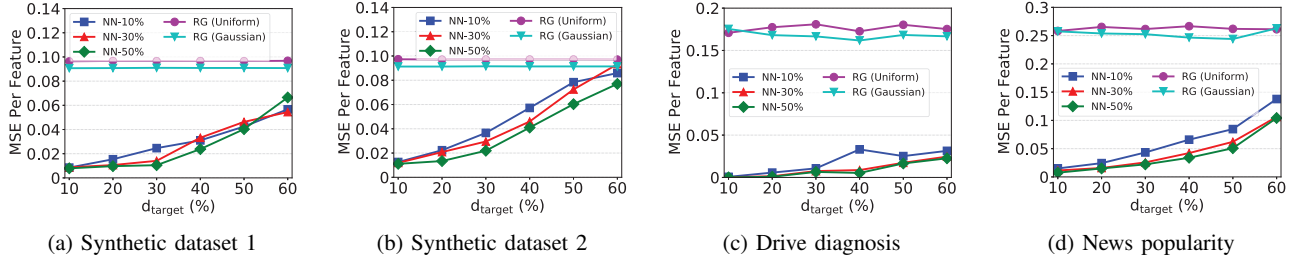 MSE Per Feature
0.14
0.12
0.10
0.08
0.06
0.04
0.02
0
NN-10%
NN-30%
NN-50%
RG (Uniform)
RG (Gaussian)
10 20 30 40 50 60
d_target (%)
(a) Synthetic dataset 1
MSE Per Feature
0.14
0.12
0.10
0.08
0.06
0.04
0.02
0
NN-10%
NN-30%
NN-50%
RG (Uniform)
RG (Gaussian)
10 20 30 40 50 60
d_target (%)
(b) Synthetic dataset 2
MSE Per Feature
0.2
0.15
0.1
0.05
0
NN-10%
NN-30%
NN-50%
RG (Uniform)
RG (Gaussian)
10 20 30 40 50 60
d_target (%)
(c) Drive diagnosis
MSE Per Feature
0.3
0.25
0.2
0.15
0.1
0.05
0
NN-10%
NN-30%
NN-50%
RG (Uniform)
RG (Gaussian)
10 20 30 40 50 60
d_target (%)
(d) News popularity